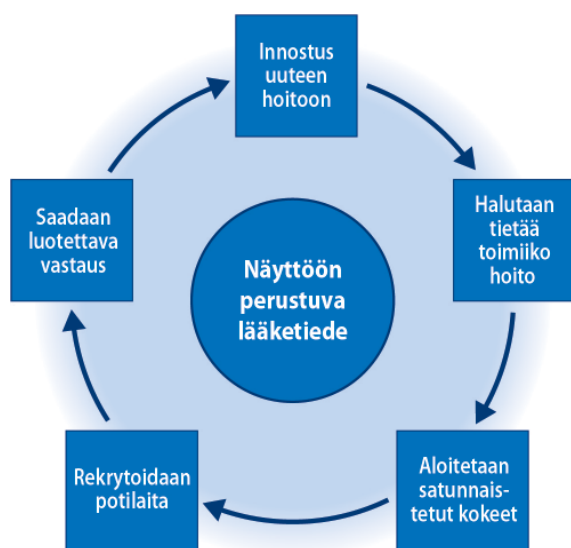 Innostus
uuteen
hoitoon
Halutaan
tietää
toimiiko
hoito
Aloitetaan
satunnais-
tetut kokeet
Rekrytoidaan
potilaita
Saadaan
luotettava
vastaus
Näyttöön
perustuva
lääketiede